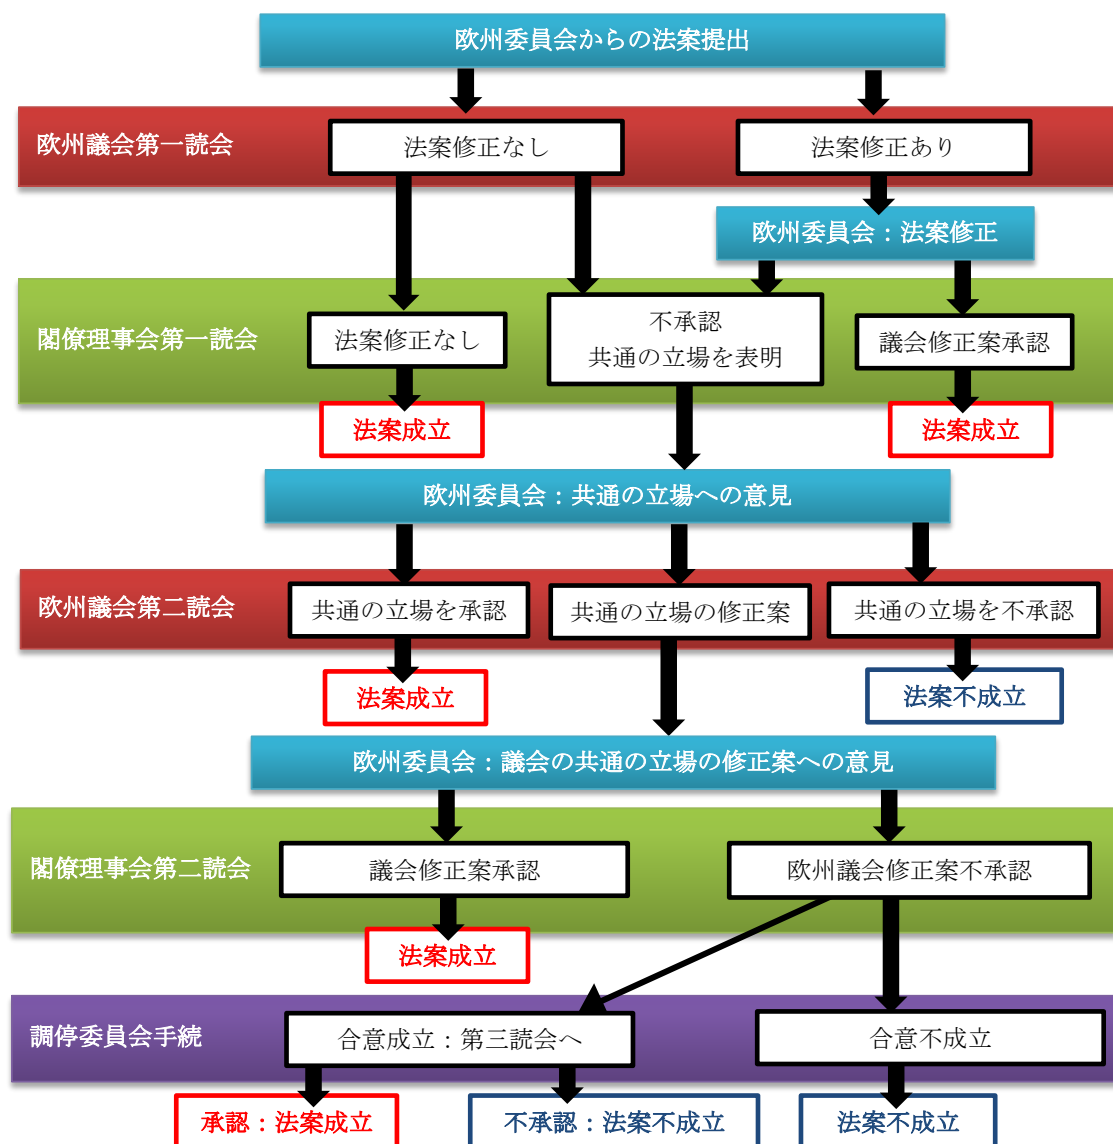 欧州委員会からの法案提出
欧州議会第一読会
法案修正なし
法案修正あり
欧州委員会：法案修正
閣僚理事会第一読会
法案修正なし
不承認
共通の立場を表明
議会修正案承認
法案成立
法案成立
欧州委員会：共通の立場への意見
欧州議会第二読会
共通の立場を承認
共通の立場の修正案
共通の立場を不承認
法案成立
法案不成立
欧州委員会：議会の共通の立場の修正案への意見
閣僚理事会第二読会
議会修正案承認
欧州議会修正案不承認
法案成立
調停委員会手続
合意成立：第三読会へ
合意不成立
承認：法案成立
不承認：法案不成立
法案不成立